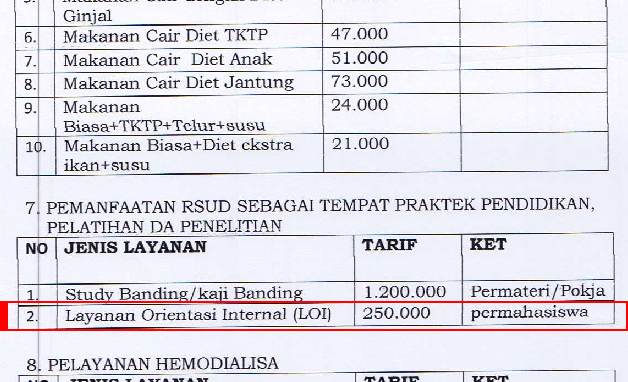 Ginjal
6. Makanan Cair Diet TKTP 47.000
7. Makanan Cair Diet Anak 51.000
8. Makanan Cair Diet Jantung 73.000
9. Makanan 24.000
Biasa+TKTP+Telur+susu
10. Makanan Biasa+Diet ekstra 21.000
ikan+susu
7. PEMANFAATAN RSUD SEBAGAI TEMPAT PRAKTEK PENDIDIKAN,
PELATIHAN DA PENELITIAN
NO JENIS LAYANAN TARIF KET
1. Study Banding/kaji Banding 1.200.000 Permateri/Pokja
2. Layanan Orientasi Internal (LOI) 250.000 permahasiswa
8. PELAYANAN HEMODIALISA
NO JENIS LAYANAN TARIF KET